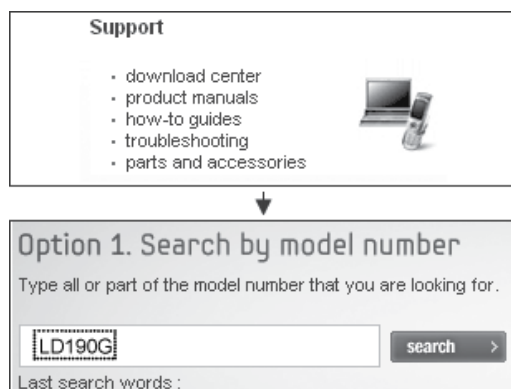 Support
· download center
· product manuals
· how-to guides
· troubleshooting
· parts and accessories
Option 1. Search by model number
Type all or part of the model number that you are looking for.
LD190G
search >
Last search words :